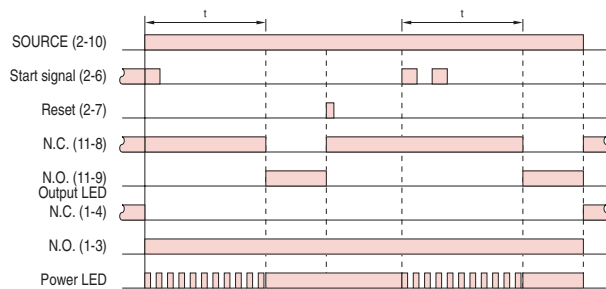 t
t
SOURCE (2-10)
Start signal (2-6)
Reset (2-7)
N.C. (11-8)
N.O. (11-9)
Output LED
N.C. (1-4)
N.O. (1-3)
Power LED